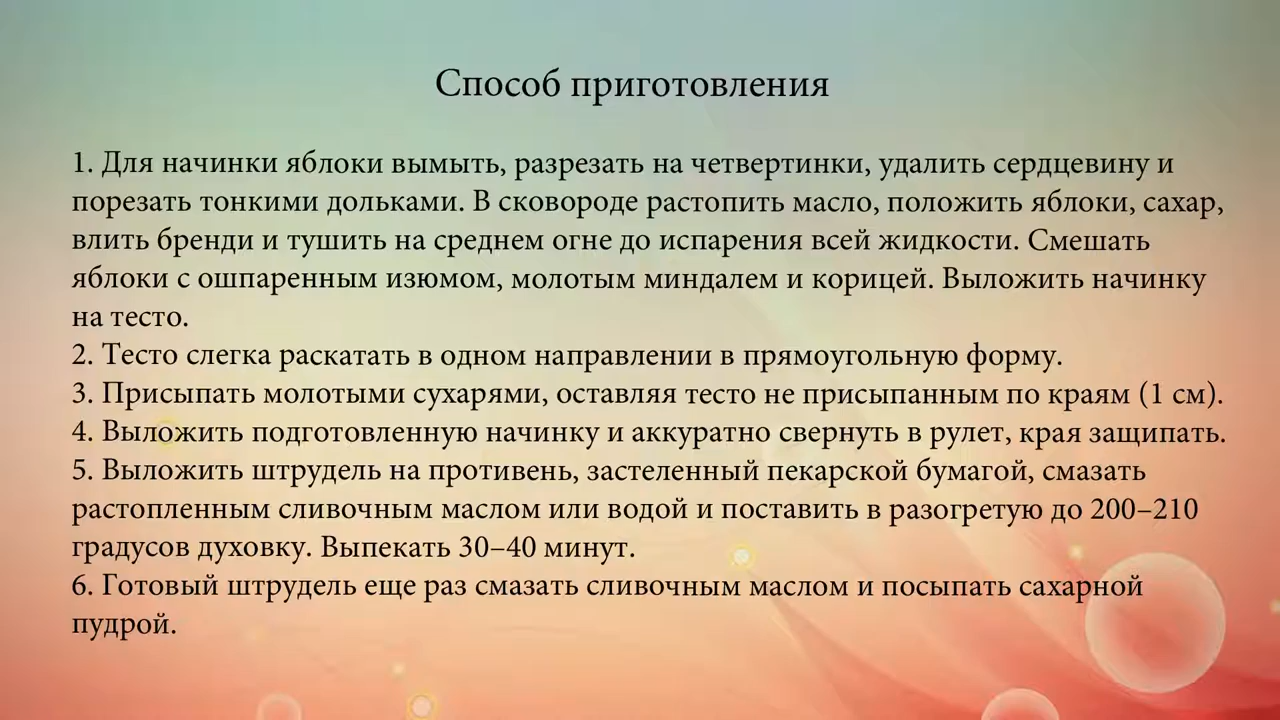 Способ приготовления
1. Для начинки яблоки вымыть, разрезать на четвертинки, удалить сердцевину и
порезать тонкими дольками. В сковороде растопить масло, положить яблоки, сахар,
влить бренди и тушить на среднем огне до испарения всей жидкости. Смешать
яблоки с ошпаренным изюмом, молотым миндалем и корицей. Выложить начинку
на тесто.
2. Тесто слегка раскатать в одном направлении в прямоугольную форму.
3. Присыпать молотыми сухарями, оставляя тесто не присыпанным по краям (1 см).
4. Выложить подготовленную начинку и аккуратно свернуть в рулет, края защипать.
5. Выложить штрудель на противень, застеленный пекарской бумагой, смазать
растопленным сливочным маслом или водой и поставить в разогретую до 200–210
градусов духовку. Выпекать 30–40 минут.
6. Готовый штрудель еще раз смазать сливочным маслом и посыпать сахарной
пудрой.